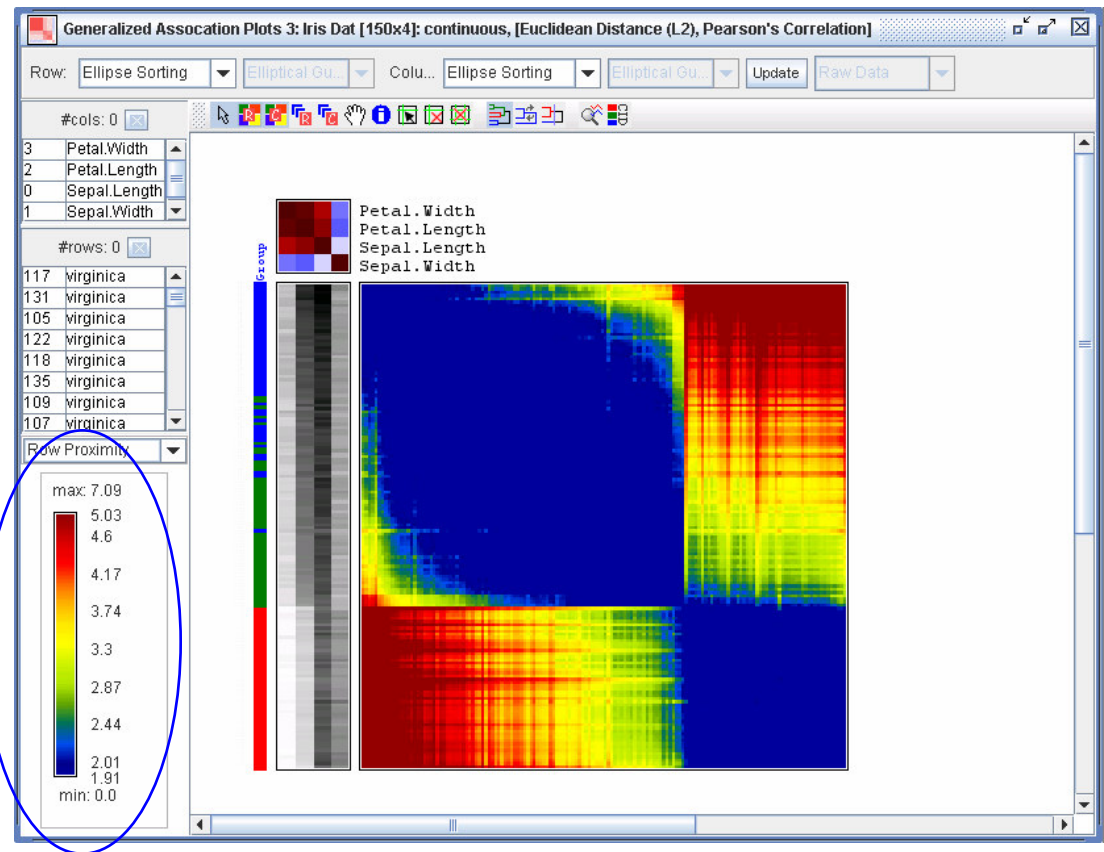 Generalized Assocation Plots 3: Iris Dat [150x4]: continuous, [Euclidean Distance (L2), Pearson's Correlation]
Row: Ellipse Sorting Elliptical Gu... Colu... Ellipse Sorting Elliptical Gu... Update Raw Data
#cols: 0
3 Petal.Width
2 Petal.Length
0 Sepal.Length
1 Sepal.Width
#rows: 0
117 virginica
131 virginica
105 virginica
122 virginica
118 virginica
135 virginica
109 virginica
107 virginica
Row Proximity
max: 7.09
5.03
4.6
4.17
3.74
3.3
2.87
2.44
2.01
1.91
min: 0.0
R C R R
Group
Petal.Width
Petal.Length
Sepal.Length
Sepal.Width